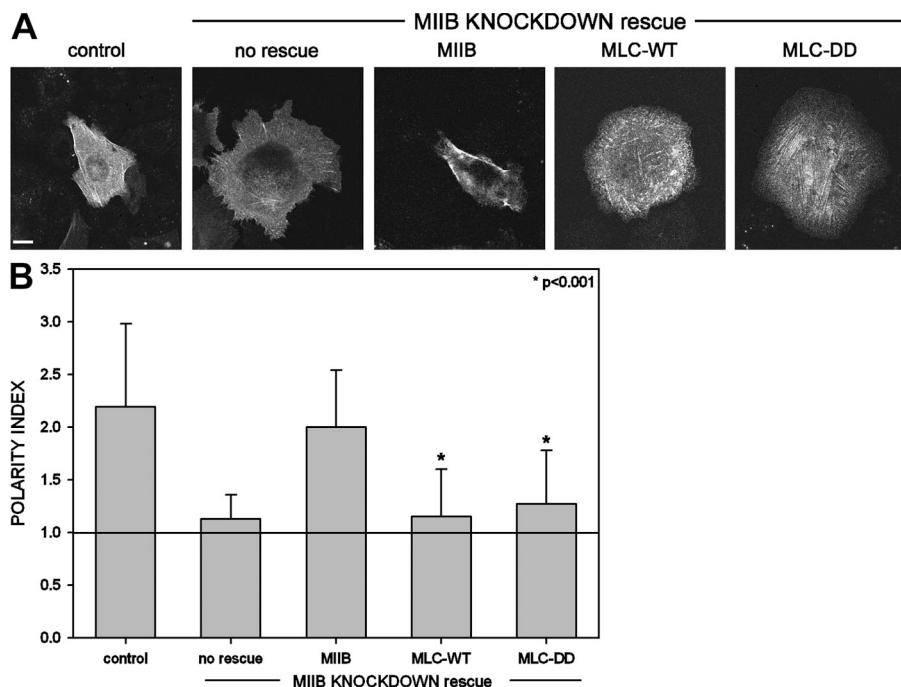 A
MIIB KNOCKDOWN rescue
control no rescue MIIB MLC-WT MLC-DD
B
* p<0.001
3.5
3.0
2.5
2.0
1.5
1.0
0.5
0.0
POLARITY INDEX
* *
control no rescue MIIB MLC-WT MLC-DD
MIIB KNOCKDOWN rescue